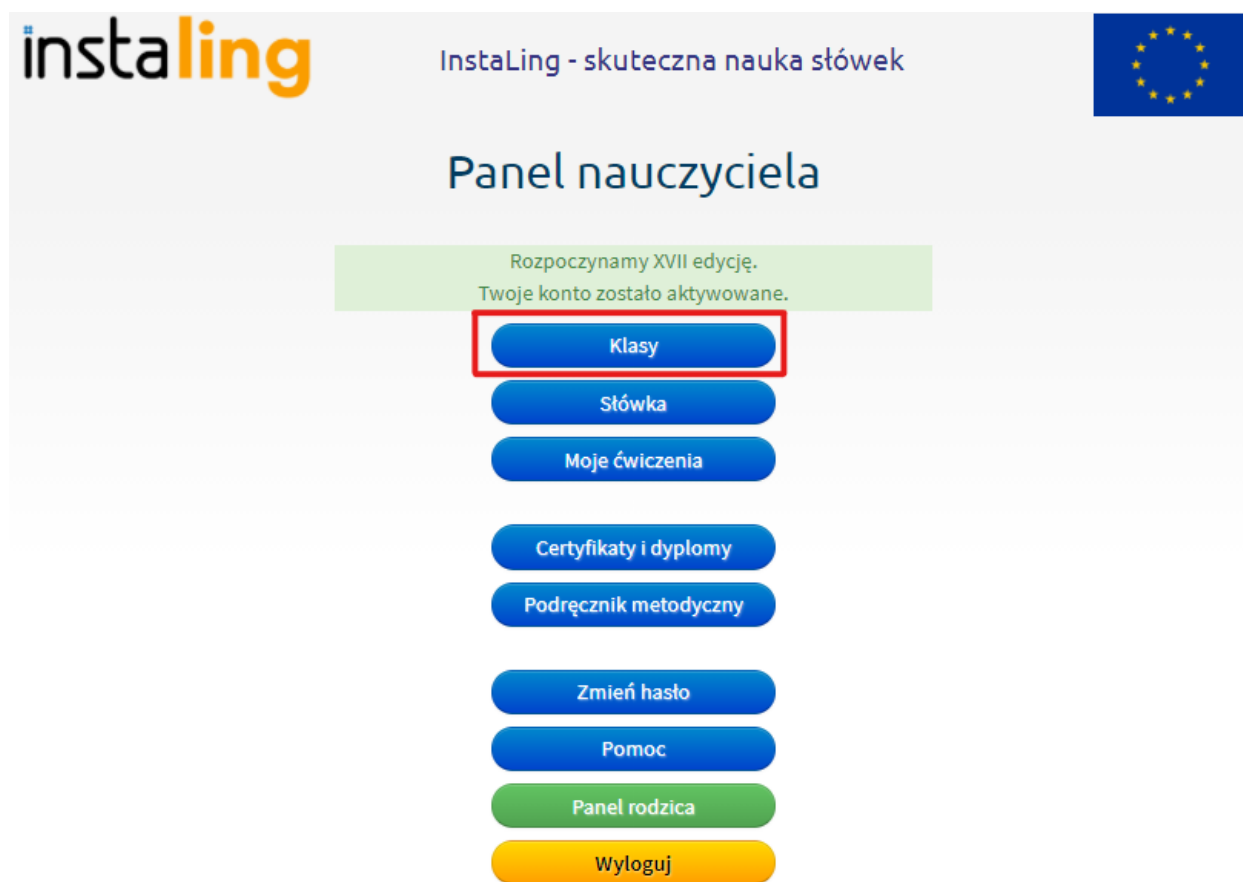 instaling
InstaLing - skuteczna nauka słówek
Panel nauczyciela
Rozpoczynamy XVII edycję.
Twoje konto zostało aktywowane.
Klasy
Słówka
Moje ćwiczenia
Certyfikaty i dyplomy
Podręcznik metodyczny
Zmień hasło
Pomoc
Panel rodzica
Wyloguj